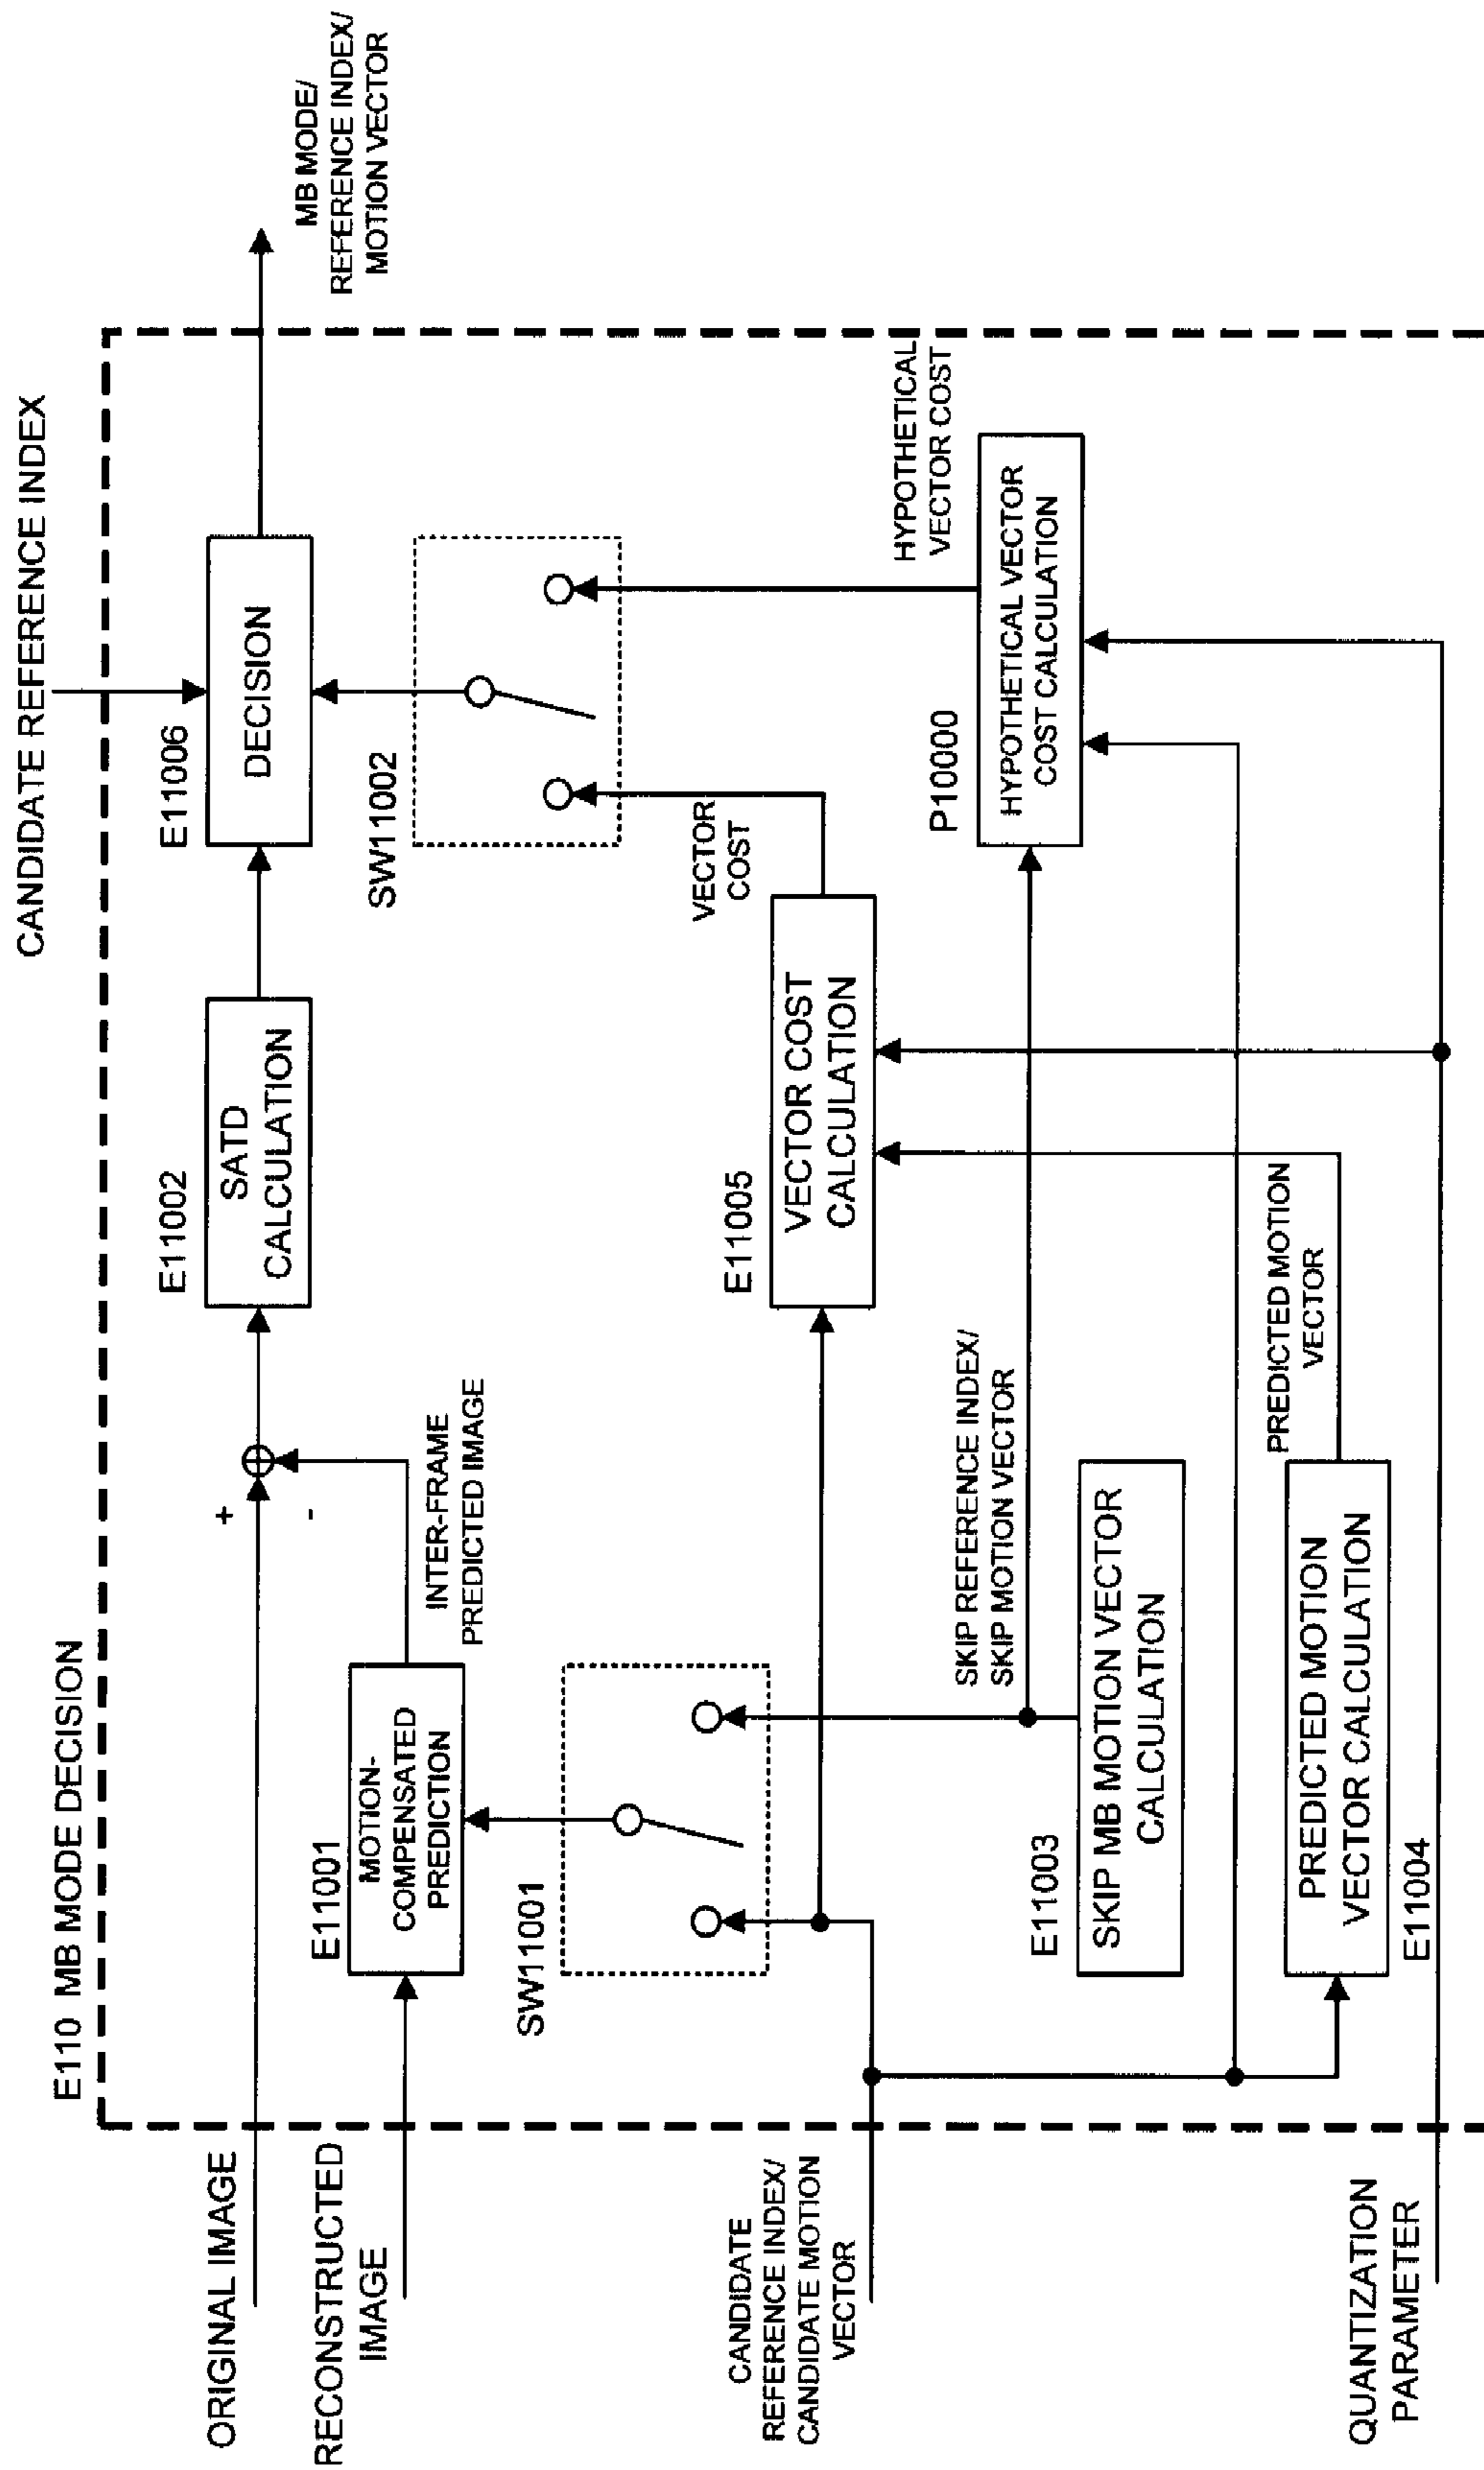 CANDIDATE REFERENCE INDEX
E110 MB MODE DECISION
ORIGINAL IMAGE
+
-
E11002
SATD
CALCULATION
E11006
DECISION
MB MODE/
REFERENCE INDEX/
MOTION VECTOR
RECONSTRUCTED
IMAGE
E11001
MOTION-
COMPENSATED
PREDICTION
INTER-FRAME
PREDICTED IMAGE
SW11002
SW11001
VECTOR
COST
CANDIDATE
REFERENCE INDEX/
CANDIDATE MOTION
VECTOR
E11005
VECTOR COST
CALCULATION
HYPOTHETICAL
VECTOR COST
SKIP REFERENCE INDEX/
SKIP MOTION VECTOR
P10000
HYPOTHETICAL VECTOR
COST CALCULATION
E11003
SKIP MB MOTION VECTOR
CALCULATION
PREDICTED MOTION
VECTOR
PREDICTED MOTION
VECTOR CALCULATION
E11004
QUANTIZATION
PARAMETER